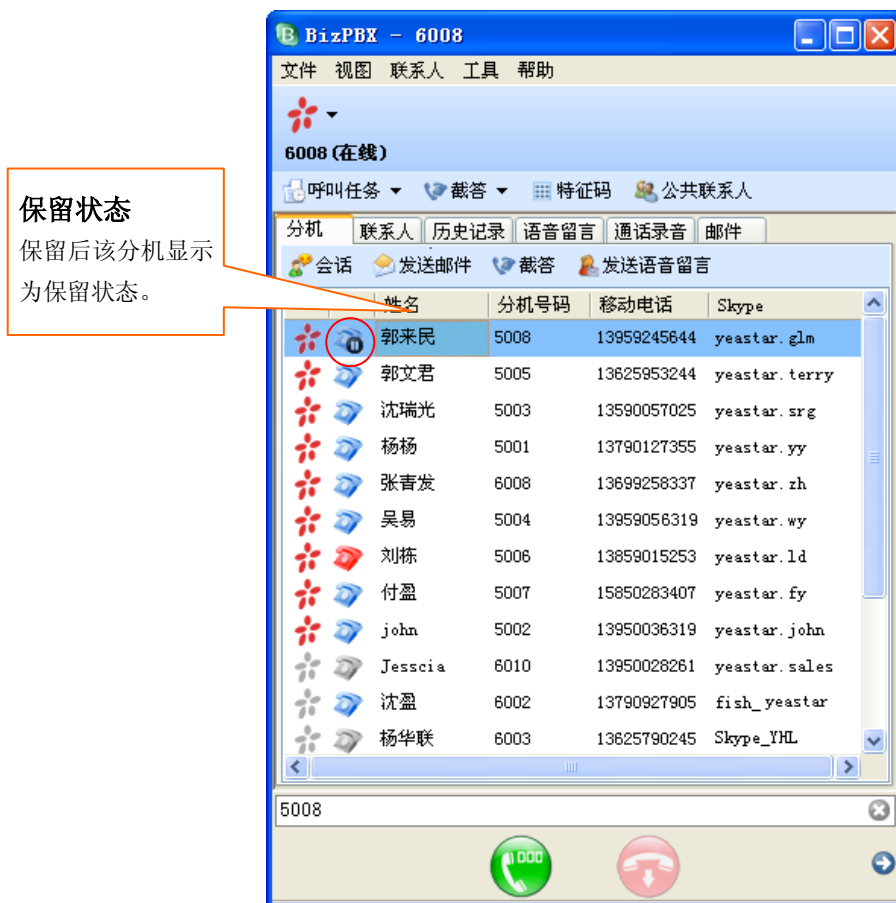 BizPBX - 6008
文件 视图 联系人 工具 帮助
6008 (在线)
呼叫任务 截答 特征码 公共联系人
保留状态
保留后该分机显示
为保留状态。
分机 联系人 历史记录 语音留言 通话录音 邮件
会话 发送邮件 截答 发送语音留言
姓名 分机号码 移动电话 Skype
郭来民 5008 13959245644 yeastar.glm
郭文君 5005 13625953244 yeastar.terry
沈瑞光 5003 13590057025 yeastar.srg
杨杨 5001 13790127355 yeastar.yy
张青发 6008 13699258337 yeastar.zh
吴易 5004 13959056319 yeastar.wy
刘栋 5006 13859015253 yeastar.ld
付盈 5007 15850283407 yeastar.fy
john 5002 13950036319 yeastar.john
Jesscia 6010 13950028261 yeastar.sales
沈盈 6002 13790927905 fish_yeastar
杨华联 6003 13625790245 Skype_YHL
5008